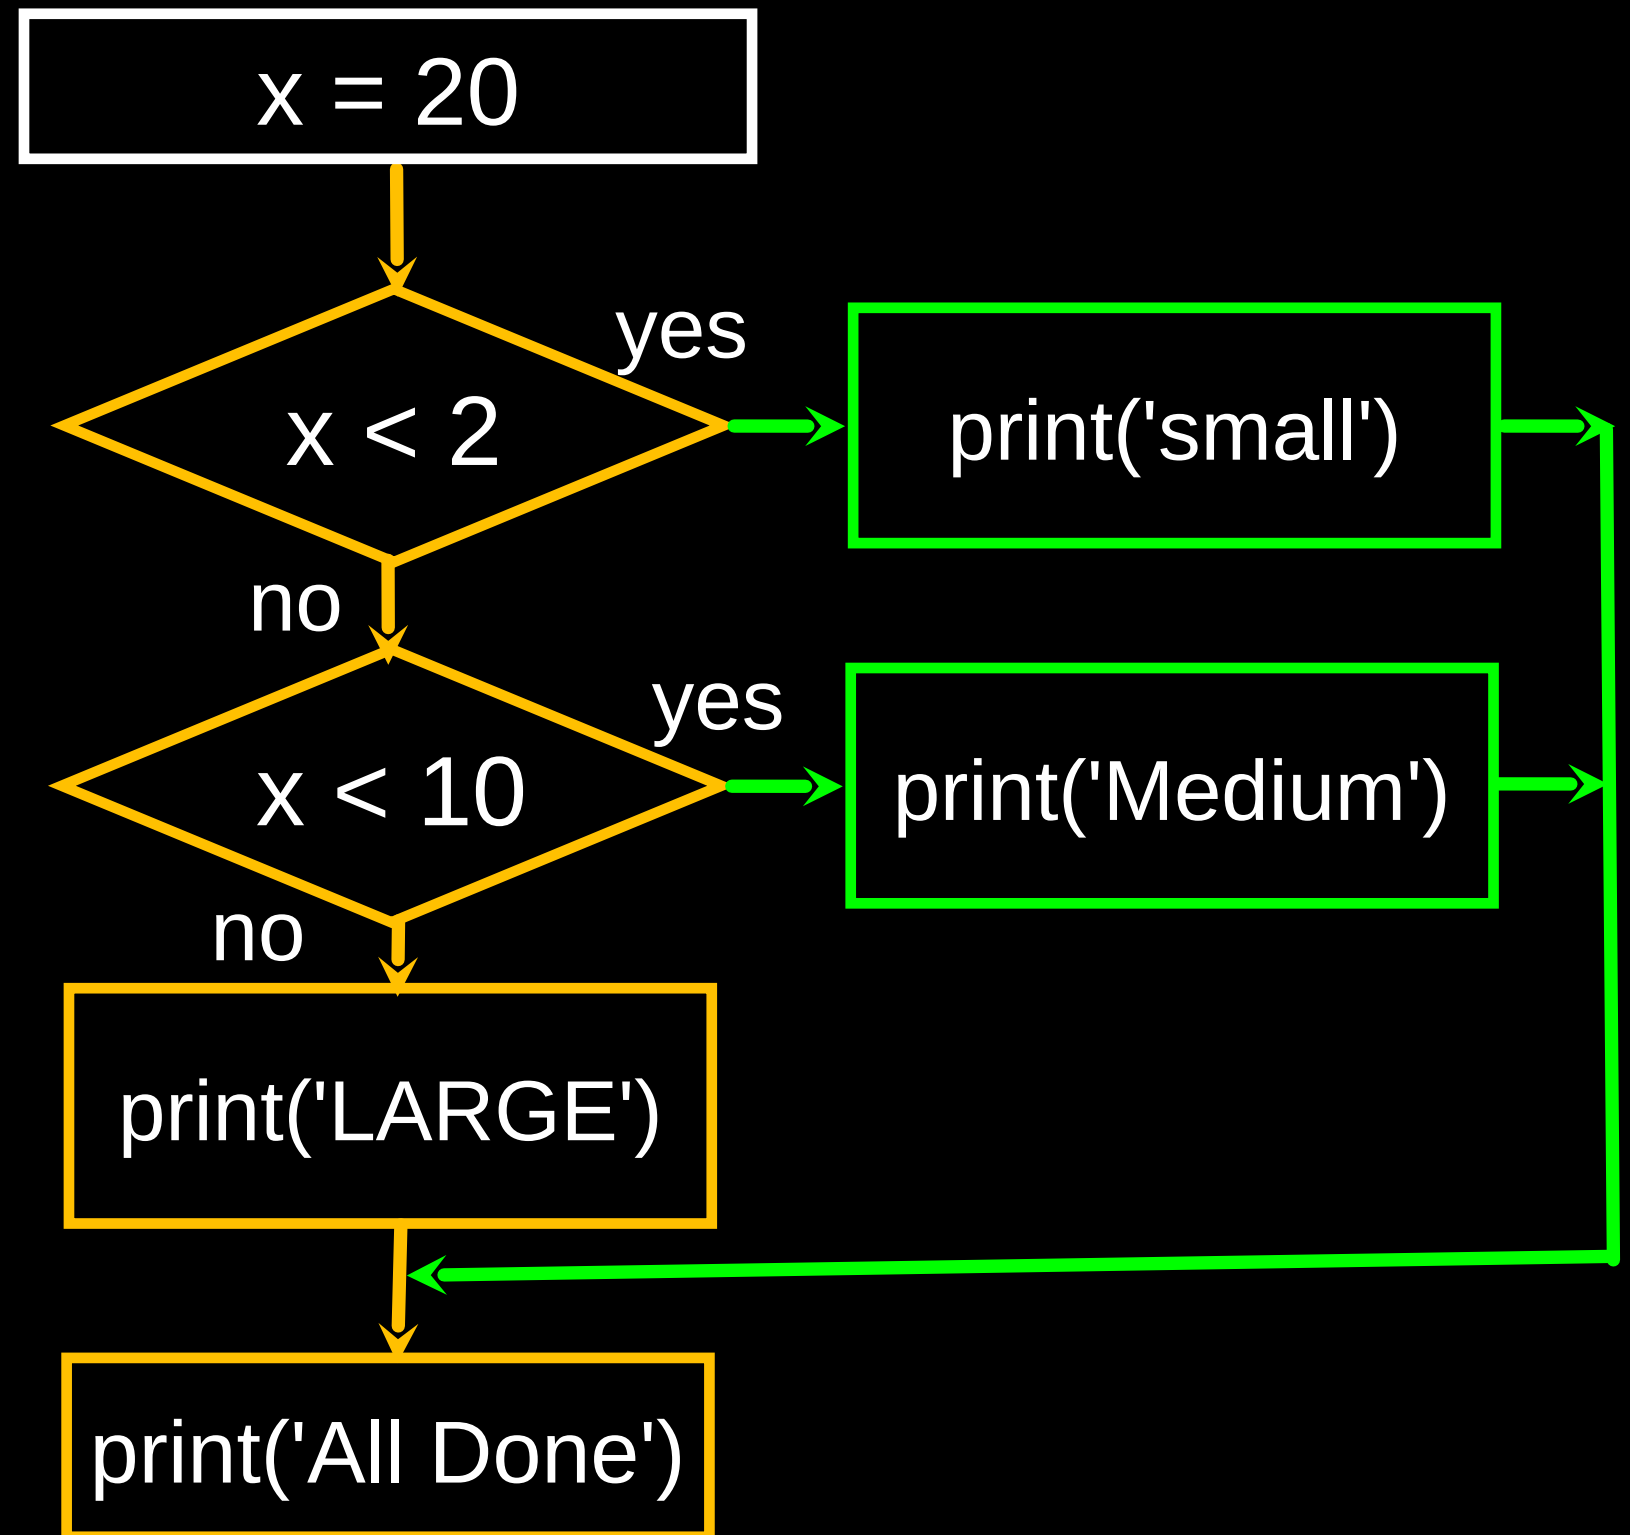 x = 20
yes
x < 2
print('small')
no
yes
x < 10
print('Medium')
no
print('LARGE')
print('All Done')